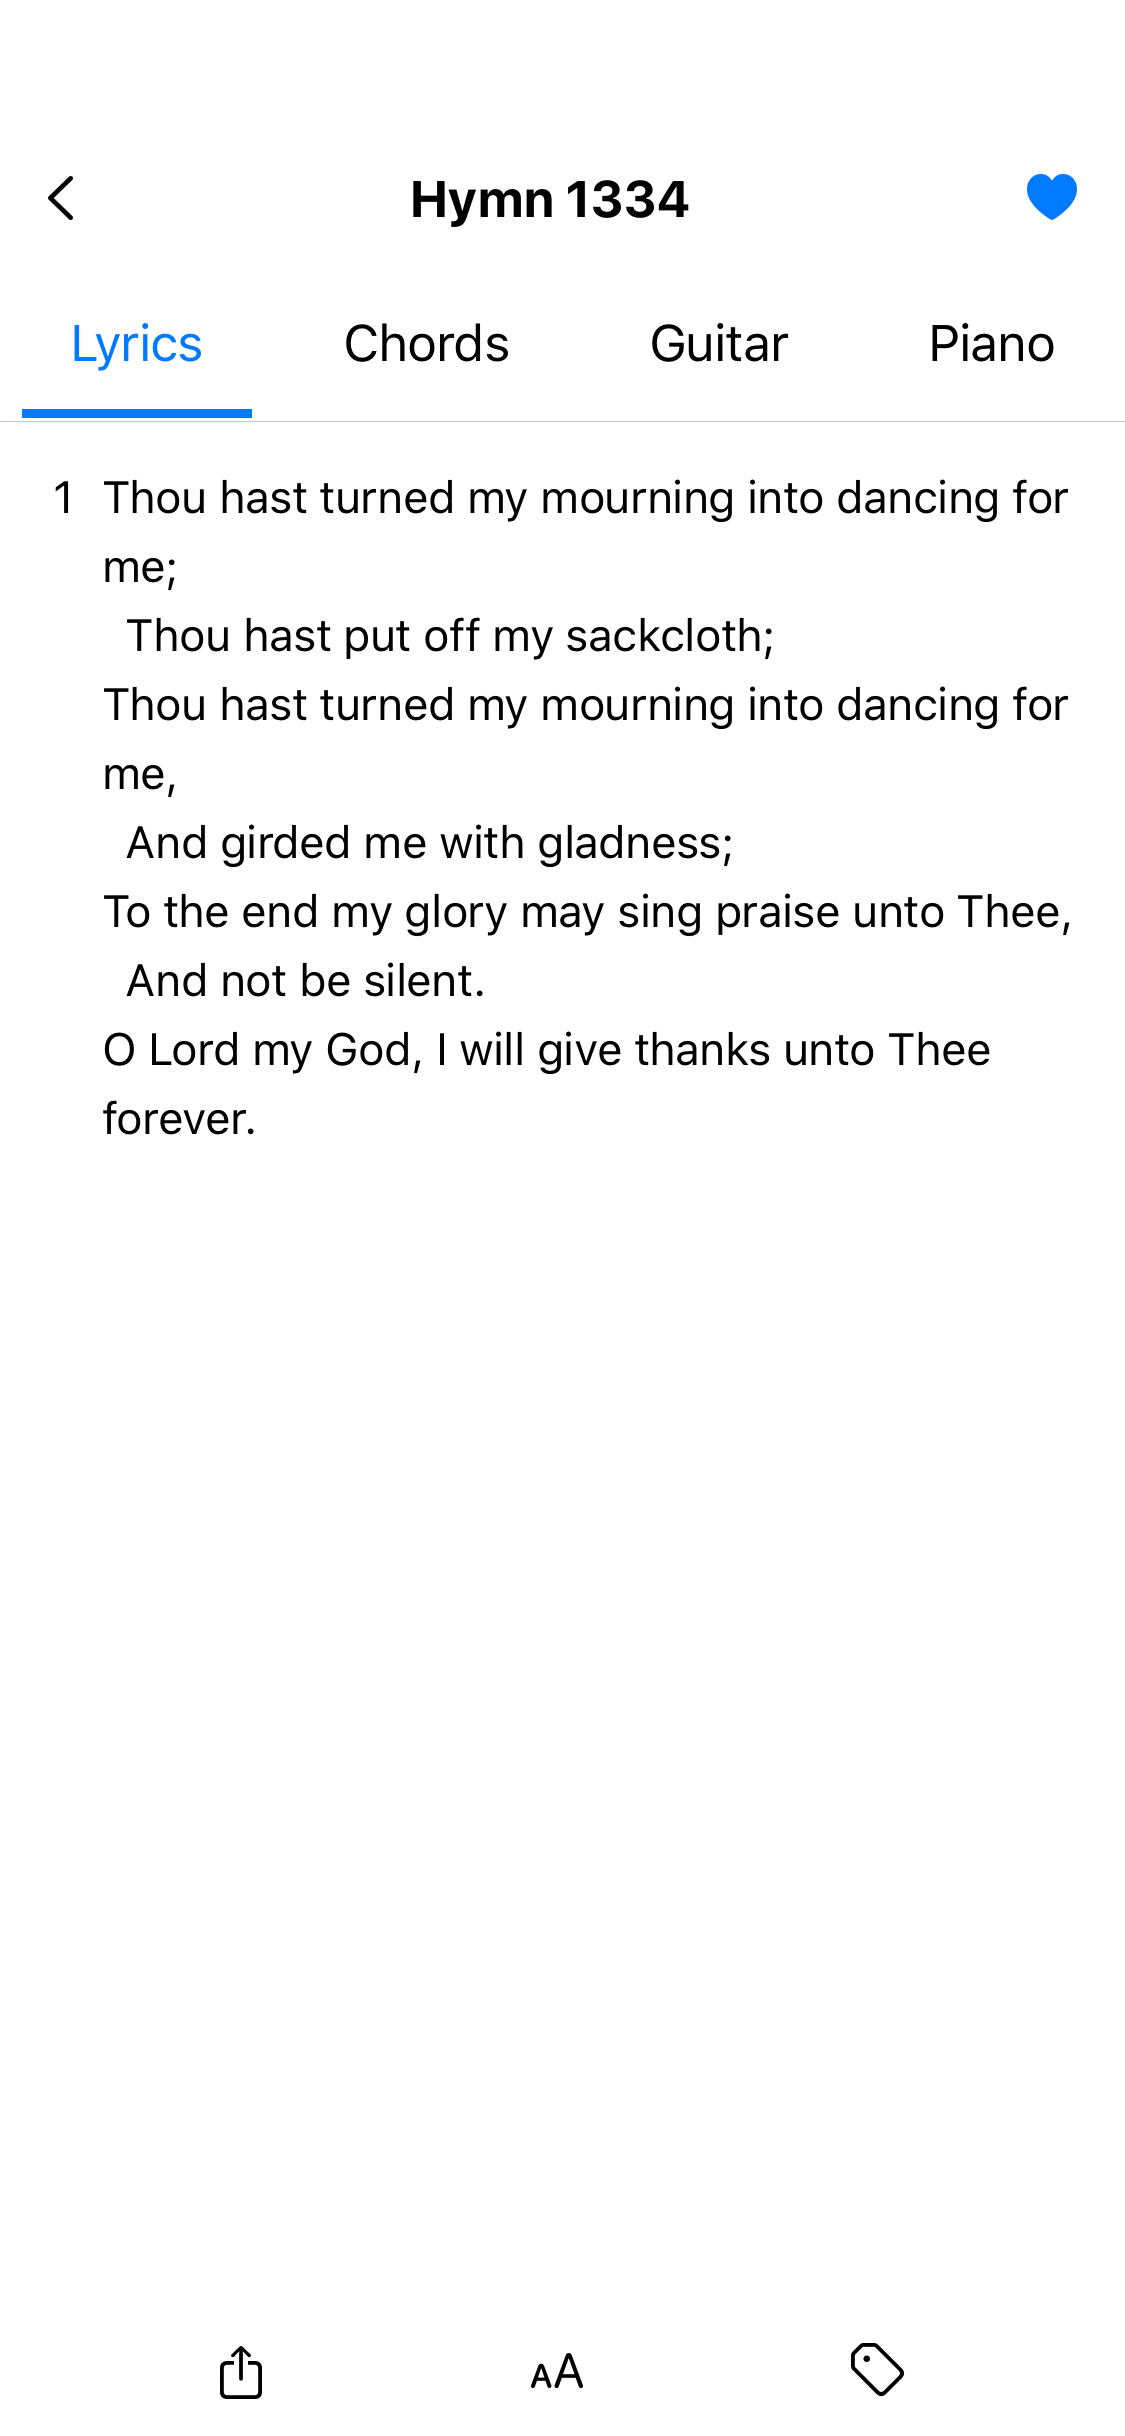 Hymn 1334
Lyrics Chords Guitar Piano
1 Thou hast turned my mourning into dancing for
me;
Thou hast put off my sackcloth;
Thou hast turned my mourning into dancing for
me,
And girded me with gladness;
To the end my glory may sing praise unto Thee,
And not be silent.
O Lord my God, I will give thanks unto Thee
forever.
AA